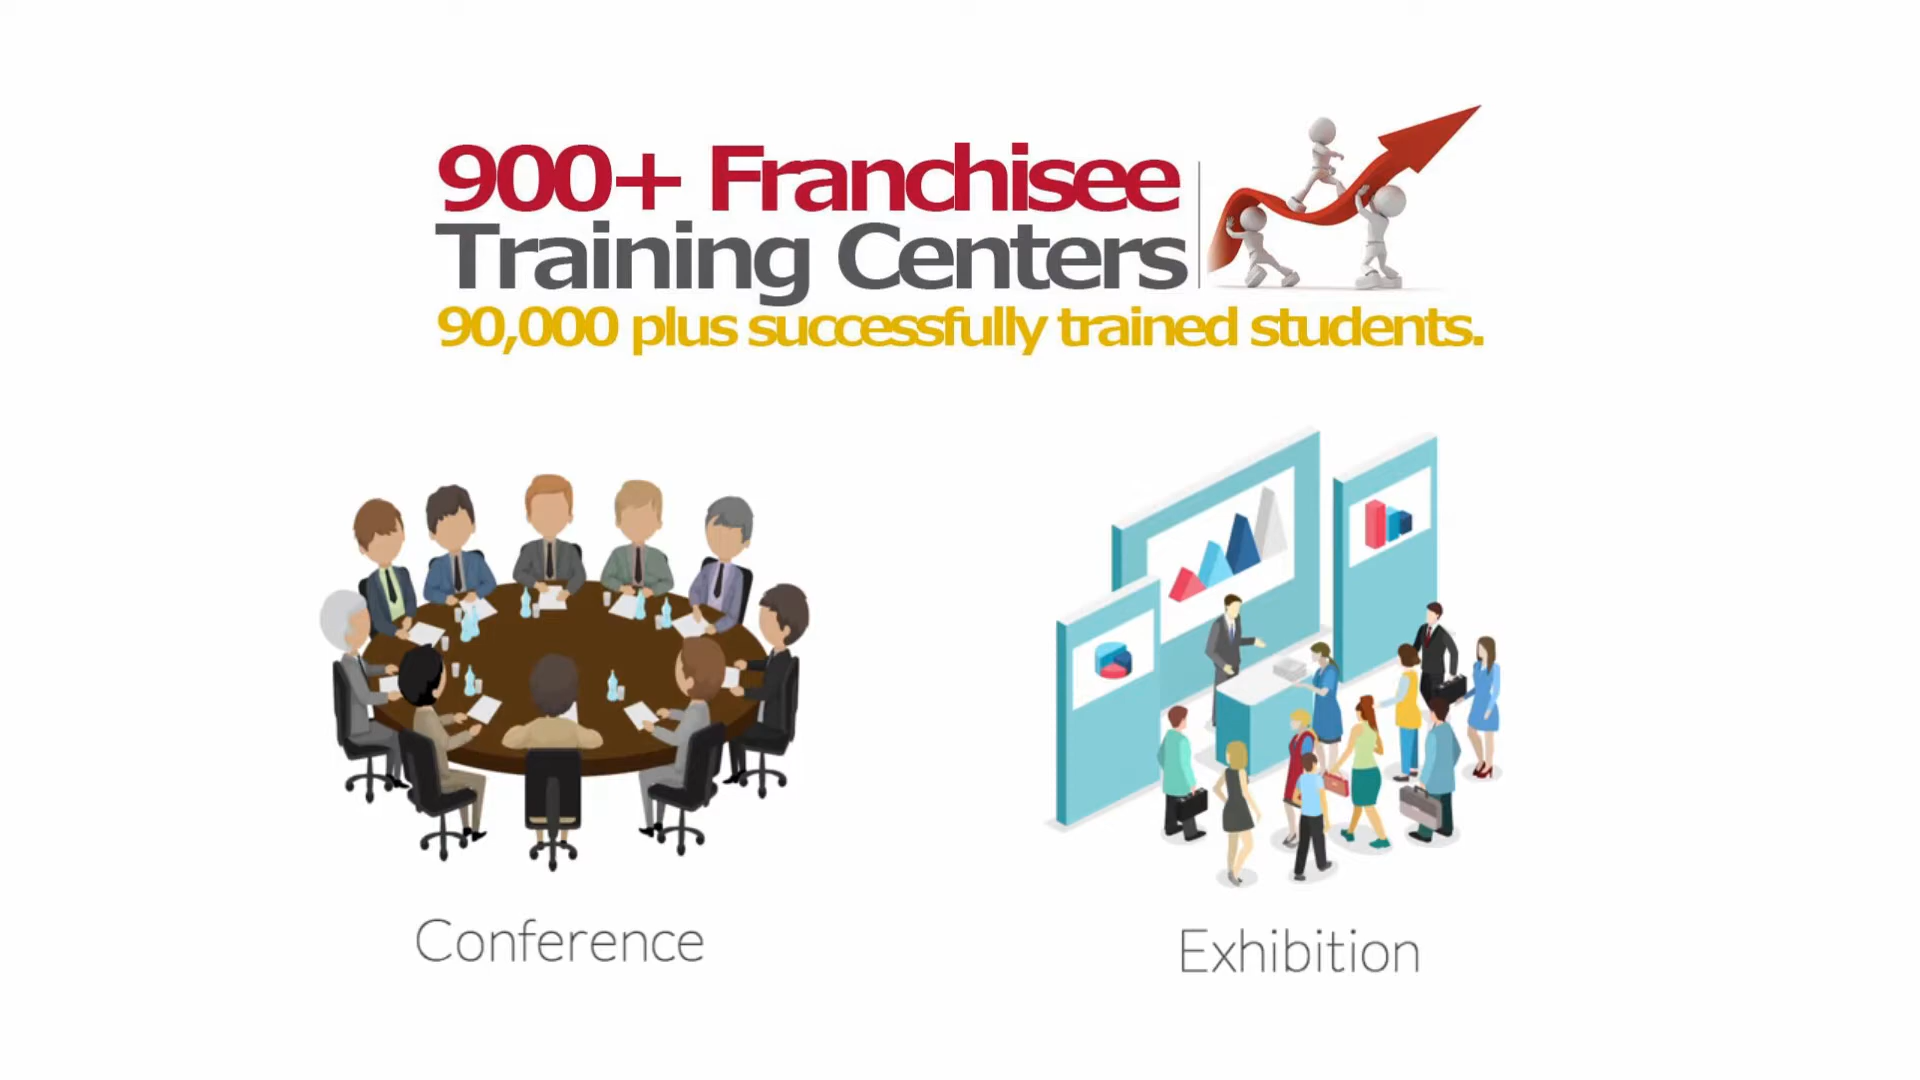 900+ Franchisee
Training Centers
90,000 plus successfully trained students.
Conference
Exhibition